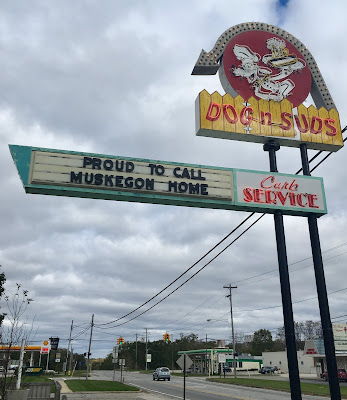 DOG n SUDS
PROUD TO CALL
MUSKEGON HOME
Curb
SERVICE